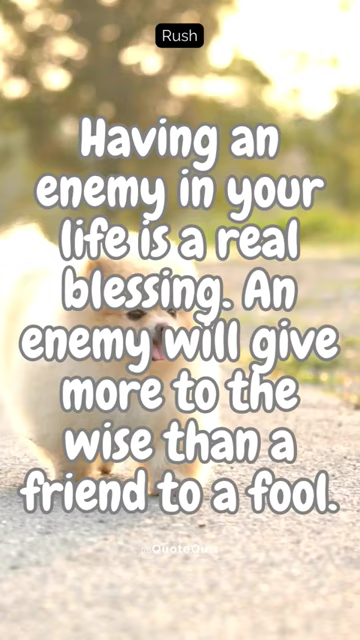 Rush
Having an
enemy in your
life is a real
blessing. An
enemy will give
more to the
wise than a
friend to a fool.